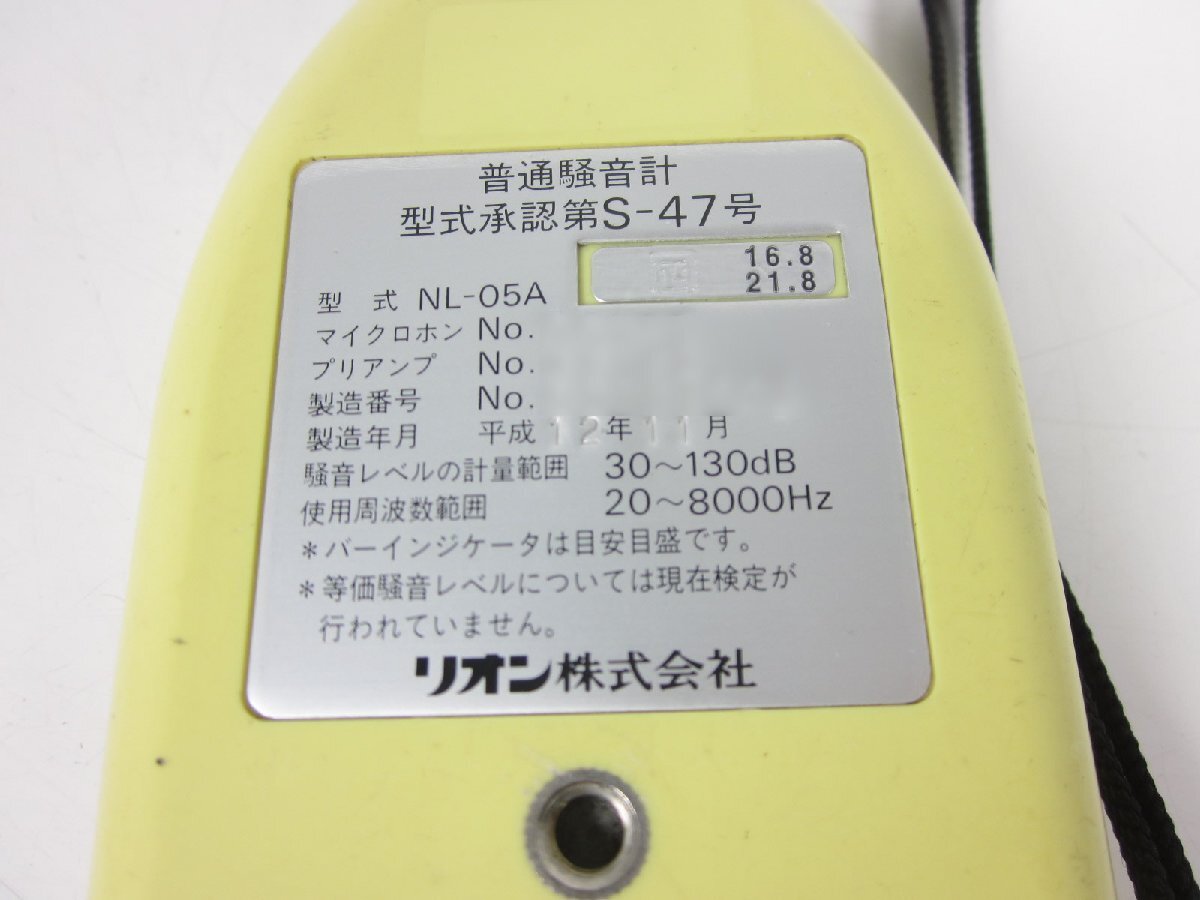 普通騒音計
型式承認第S-47号
16.8
21.8
型 式 NL-05A
マイクロホン No.
プリアンプ No.
製造番号 No.
製造年月 平成12年11月
騒音レベルの計量範囲 30～130dB
使用周波数範囲 20～8000Hz
*バーインジケータは目安目盛です。
*等価騒音レベルについては現在検定が
行われていません。
リオン株式会社